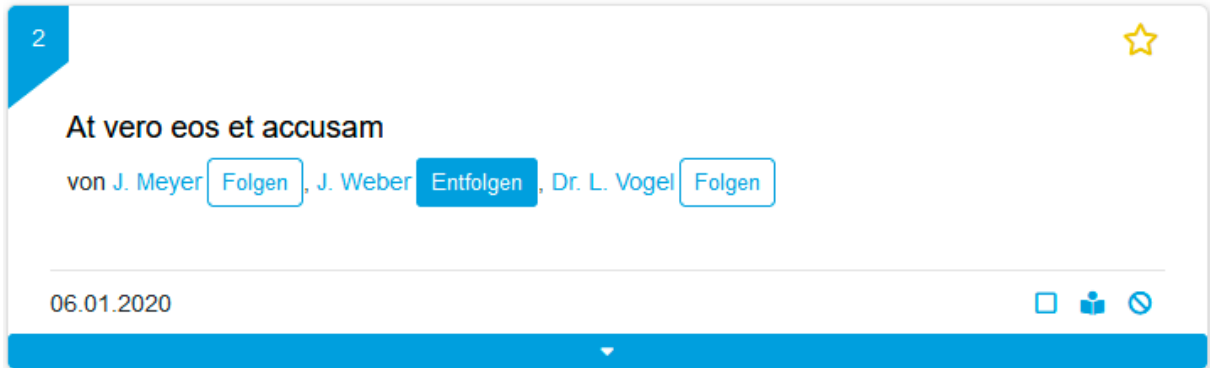 2
At vero eos et accusam
von J. Meyer Folgen , J. Weber Entfolgen , Dr. L. Vogel Folgen
06.01.2020